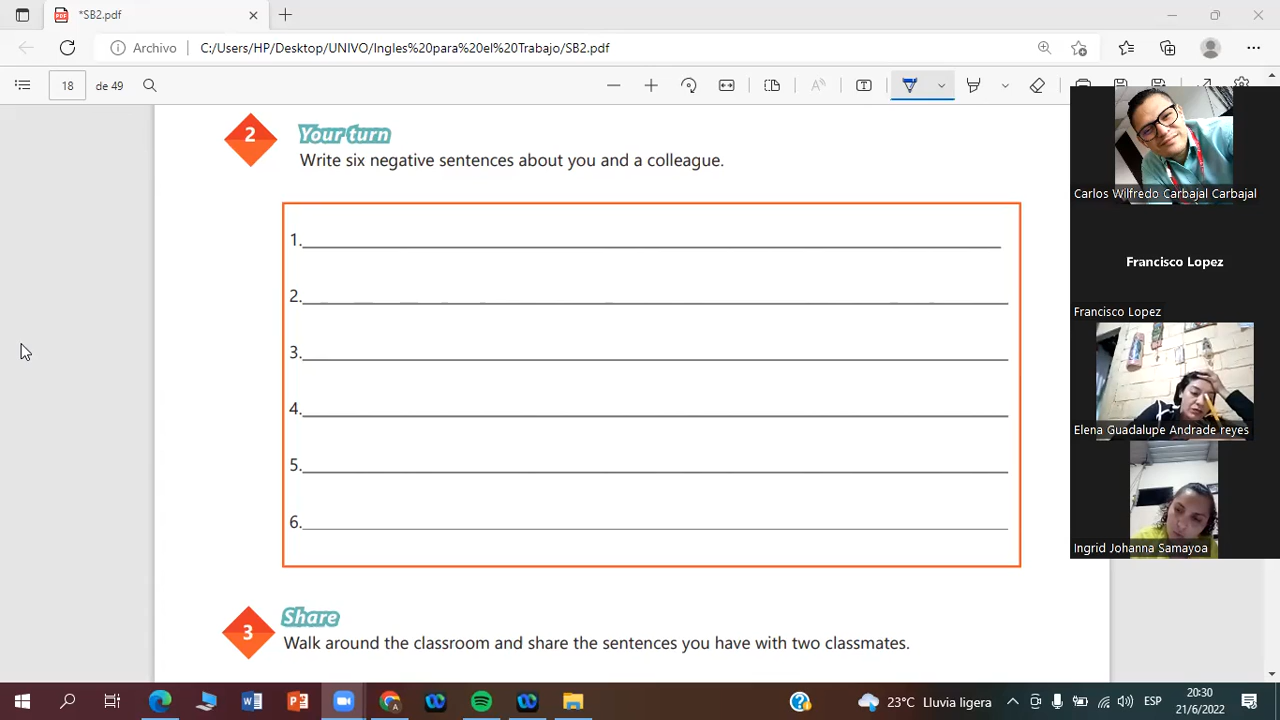 *SB2.pdf
Archivo
C:/Users/HP/Desktop/UNIVO/Ingles%20para%20el%20Trabajo/SB2.pdf
18 de 49
2
Your turn
Write six negative sentences about you and a colleague.
1.
2.
3.
4.
5.
6.
3
Share
Walk around the classroom and share the sentences you have with two classmates.
Carlos Wilfredo Carbajal Carbajal
Francisco Lopez
Francisco Lopez
Elena Guadalupe Andrade reyes
Ingrid Johanna Samayoa
23°C Lluvia ligera
ESP
20:30
21/6/2022